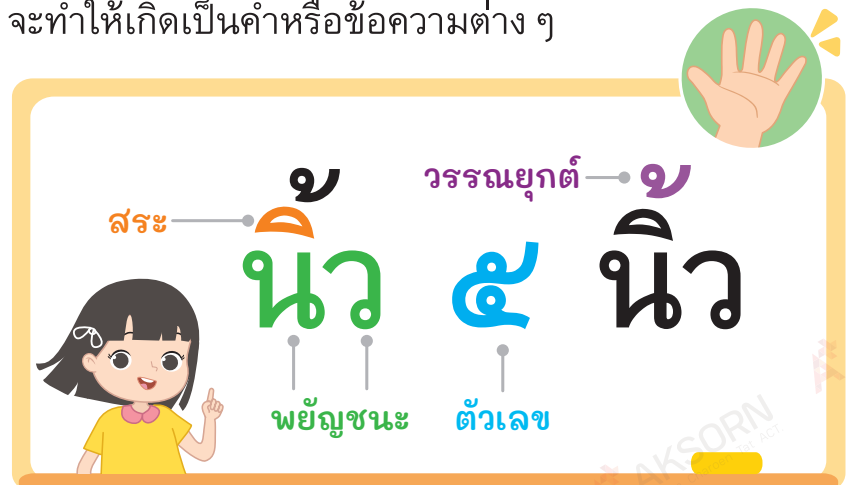 จะทำให้เกิดเป็นคำหรือข้อความต่าง ๆ
วรรณยุกต์
สระ
นิ้ว ๕ นิ้ว
พยัญชนะ ตัวเลข
AKSORN